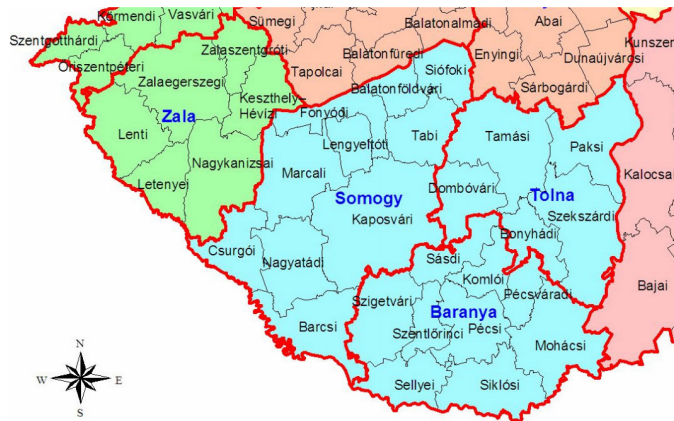 Körmendi
Vasvári
Sümegi
Balatonalmádi
Abai
Szentgotthárdi
Zalaszentgróti
Balatonfüredi
Enyingi
Dunaújvárosi
Kunszen
Őriszentpéteri
Tapolcai
Siófoki
Zalaegerszegi
Balatonföldvári
Sárbogárdi
Keszthely–
Hévízi
Fonyódi
Zala
Lenti
Lengyeltóti
Tabi
Tamási
Paksi
Nagykanizsai
Marcali
Kalocsai
Letenyei
Somogy
Dombóvári
Tolna
Kaposvári
Szekszárdi
Csurgói
Bonyhádi
Nagyatádi
Sásdi
Komlói
Bajai
Szigetvári
Pécsváradi
Baranya
Barcsi
Szentlőrinci
Pécsi
Mohácsi
Sellyei
Siklósi
N
W E
S